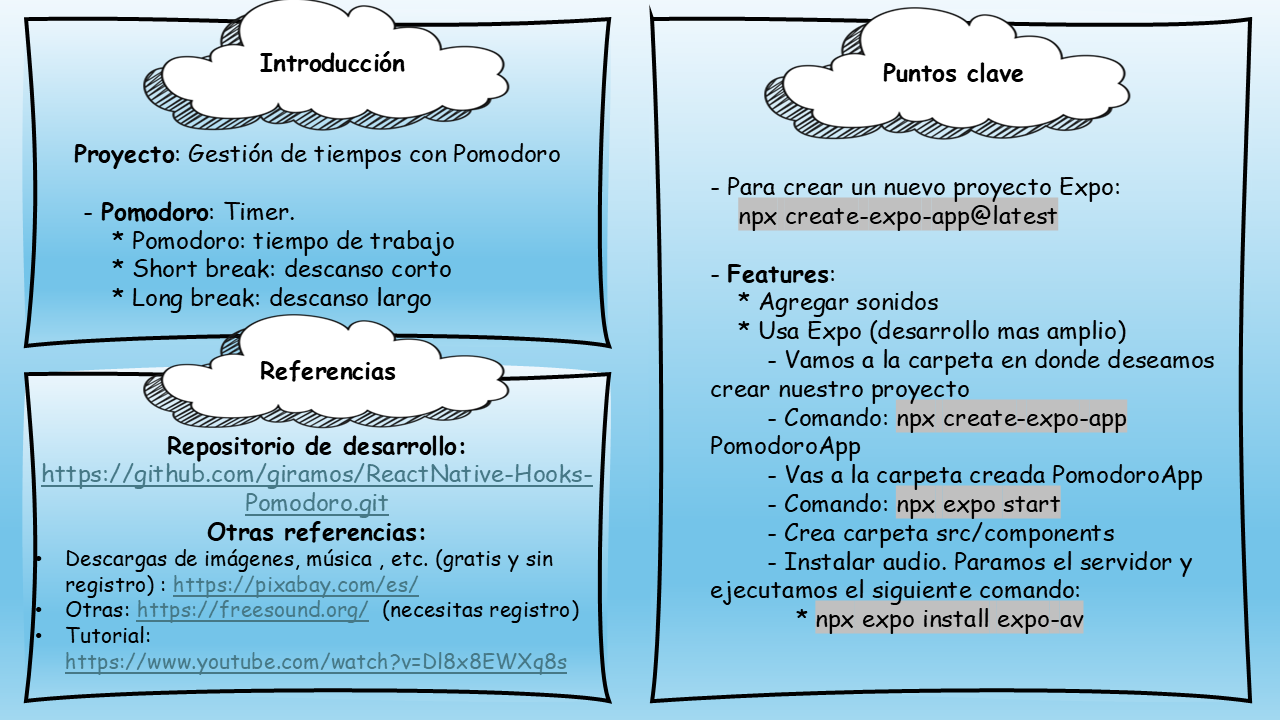 Introducción
Proyecto: Gestión de tiempos con Pomodoro
- Pomodoro: Timer.
* Pomodoro: tiempo de trabajo
* Short break: descanso corto
* Long break: descanso largo
Referencias
Repositorio de desarrollo:
https://github.com/giramos/ReactNative-Hooks-
Pomodoro.git
Otras referencias:
• Descargas de imágenes, música , etc. (gratis y sin
registro) : https://pixabay.com/es/
• Otras: https://freesound.org/ (necesitas registro)
• Tutorial:
https://www.youtube.com/watch?v=Dl8x8EWXq8s
Puntos clave
- Para crear un nuevo proyecto Expo:
npx create-expo-app@latest
- Features:
* Agregar sonidos
* Usa Expo (desarrollo mas amplio)
- Vamos a la carpeta en donde deseamos
crear nuestro proyecto
- Comando: npx create-expo-app
PomodoroApp
- Vas a la carpeta creada PomodoroApp
- Comando: npx expo start
- Crea carpeta src/components
- Instalar audio. Paramos el servidor y
ejecutamos el siguiente comando:
* npx expo install expo-av